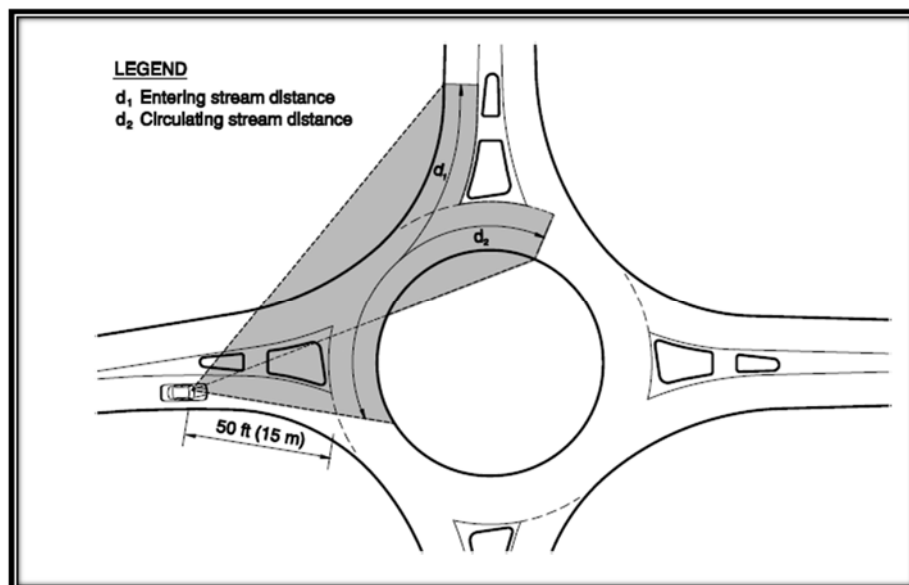 LEGEND
d₁ Entering stream distance
d₂ Circulating stream distance
d₁
d₂
50 ft (15 m)